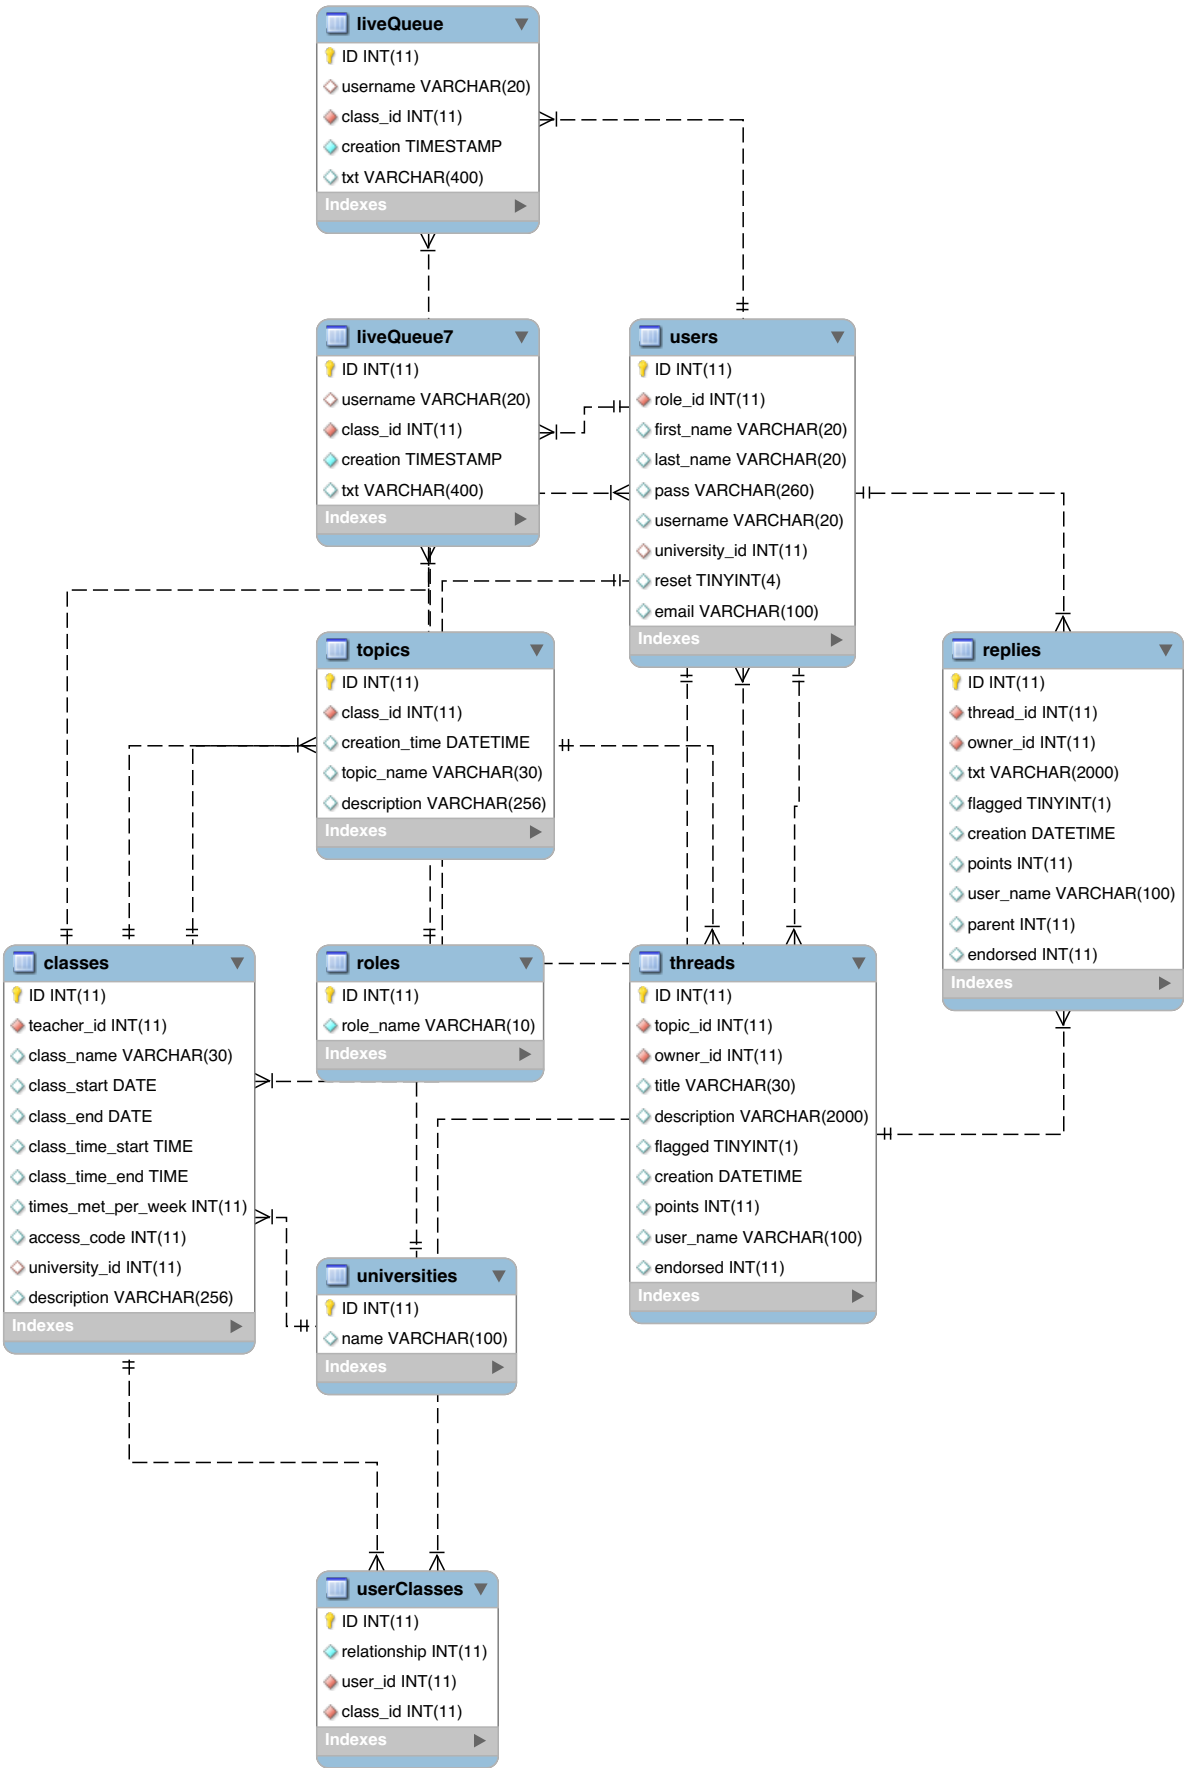 liveQueue
ID INT(11)
username VARCHAR(20)
class_id INT(11)
creation TIMESTAMP
txt VARCHAR(400)
Indexes
liveQueue7
ID INT(11)
username VARCHAR(20)
class_id INT(11)
creation TIMESTAMP
txt VARCHAR(400)
Indexes
users
ID INT(11)
role_id INT(11)
first_name VARCHAR(20)
last_name VARCHAR(20)
pass VARCHAR(260)
username VARCHAR(20)
university_id INT(11)
reset TINYINT(4)
email VARCHAR(100)
Indexes
topics
ID INT(11)
class_id INT(11)
creation_time DATETIME
topic_name VARCHAR(30)
description VARCHAR(256)
Indexes
replies
ID INT(11)
thread_id INT(11)
owner_id INT(11)
txt VARCHAR(2000)
flagged TINYINT(1)
creation DATETIME
points INT(11)
user_name VARCHAR(100)
parent INT(11)
endorsed INT(11)
Indexes
classes
ID INT(11)
teacher_id INT(11)
class_name VARCHAR(30)
class_start DATE
class_end DATE
class_time_start TIME
class_time_end TIME
times_met_per_week INT(11)
access_code INT(11)
university_id INT(11)
description VARCHAR(256)
Indexes
roles
ID INT(11)
role_name VARCHAR(10)
Indexes
threads
ID INT(11)
topic_id INT(11)
owner_id INT(11)
title VARCHAR(30)
description VARCHAR(2000)
flagged TINYINT(1)
creation DATETIME
points INT(11)
user_name VARCHAR(100)
endorsed INT(11)
Indexes
universities
ID INT(11)
name VARCHAR(100)
Indexes
userClasses
ID INT(11)
relationship INT(11)
user_id INT(11)
class_id INT(11)
Indexes